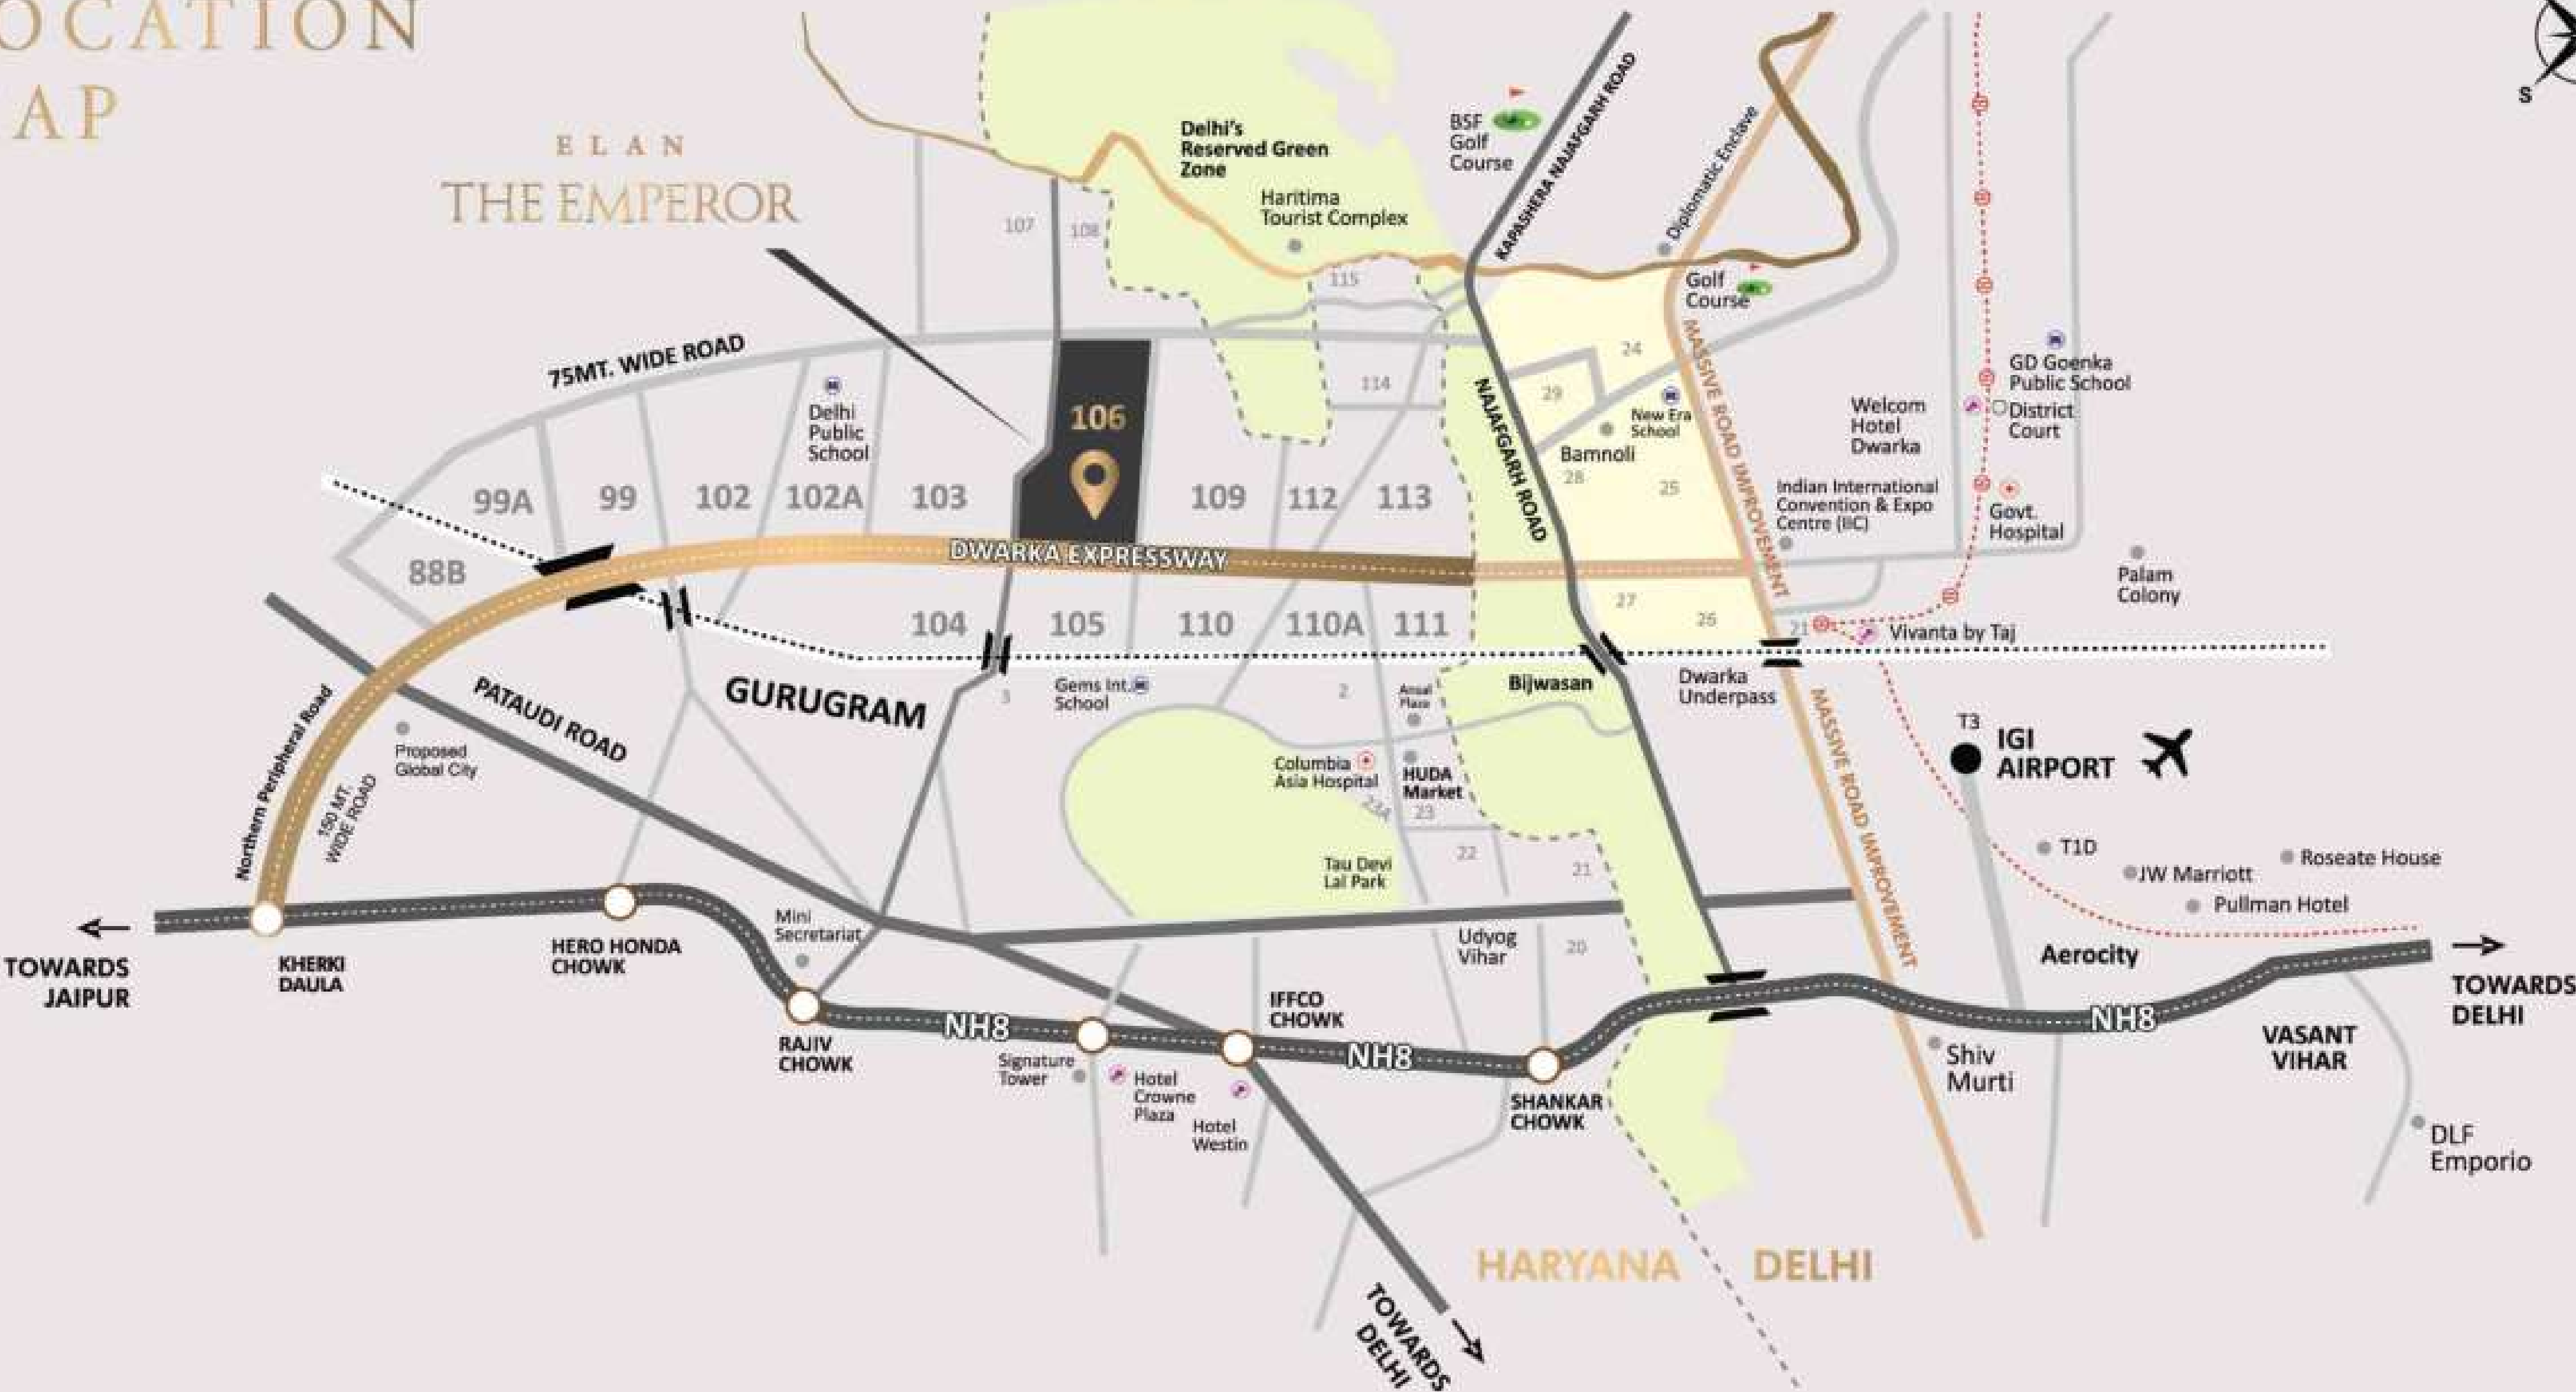 OCATION
AP
S
ELAN
THE EMPEROR
Delhi's
Reserved Green
Zone
Haritima
Tourist Complex
BSF
Golf
Course
KAPASHERA NAJAFGARH ROAD
Diplomatic Enclave
Golf
Course
107
108
115
75MT. WIDE ROAD
Delhi
Public
School
106
114
NAJAFGARH ROAD
24
29
New Era
School
Bamnoli
28
25
MASSIVE ROAD IMPROVEMENT
Welcom
Hotel
Dwarka
GD Goenka
Public School
District
Court
Indian International
Convention & Expo
Centre (IIC)
Govt.
Hospital
Palam
Colony
99A
99
102
102A
103
109
112
113
DWARKA EXPRESSWAY
88B
104
105
110
110A
111
27
26
21
Vivanta by Taj
PATAUDI ROAD
GURUGRAM
3
Gems Int.
School
2
Ansal
Plaza
Bijwasan
Dwarka
Underpass
Northern Peripheral Road
150 MT.
WIDE ROAD
Proposed
Global City
Columbia
Asia Hospital
HUDA
Market
23A
23
22
21
Tau Devi
Lal Park
MASSIVE ROAD IMPROVEMENT
T3
IGI
AIRPORT
T1D
JW Marriott
Roseate House
Pullman Hotel
Aerocity
TOWARDS
JAIPUR
KHERKI
DAULA
HERO HONDA
CHOWK
Mini
Secretariat
RAJIV
CHOWK
NH8
Signature
Tower
Hotel
Crowne
Plaza
Hotel
Westin
IFFCO
CHOWK
NH8
Udyog
Vihar
20
SHANKAR
CHOWK
Shiv
Murti
NH8
VASANT
VIHAR
TOWARDS
DELHI
DLF
Emporio
HARYANA
DELHI
TOWARDS
DELHI